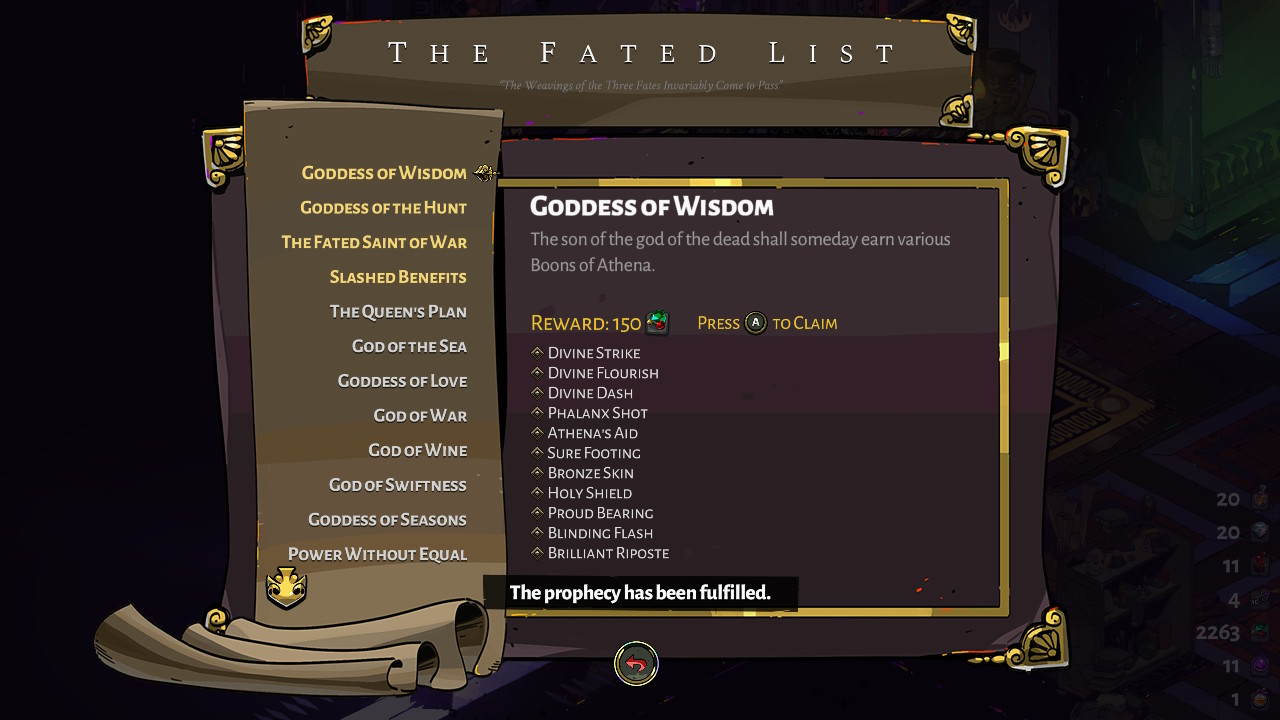 THE FATED LIST
"The Weavings of the Three Fates Invariably Come to Pass"
GODDESS OF WISDOM
GODDESS OF THE HUNT
THE FATED SAINT OF WAR
SLASHED BENEFITS
THE QUEEN'S PLAN
GOD OF THE SEA
GODDESS OF LOVE
GOD OF WAR
GOD OF WINE
GOD OF SWIFTNESS
GODDESS OF SEASONS
POWER WITHOUT EQUAL
GODDESS OF WISDOM
The son of the god of the dead shall someday earn various
Boons of Athena.
REWARD: 150 PRESS A TO CLAIM
DIVINE STRIKE
DIVINE FLOURISH
DIVINE DASH
PHALANX SHOT
ATHENA'S AID
SURE FOOTING
BRONZE SKIN
HOLY SHIELD
PROUD BEARING
BLINDING FLASH
BRILLIANT RIPOSTE
The prophecy has been fulfilled.
20
20
11
4
2263
11
1